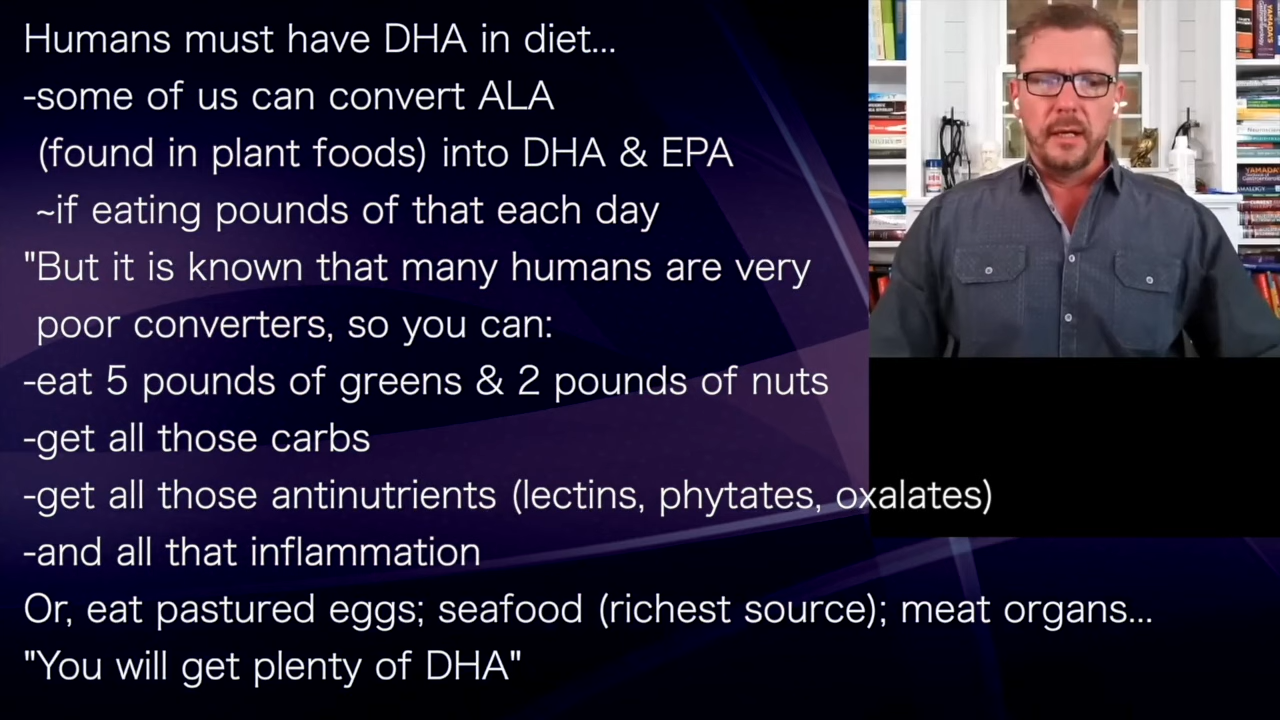 Humans must have DHA in diet...
-some of us can convert ALA
(found in plant foods) into DHA & EPA
~if eating pounds of that each day
"But it is known that many humans are very
poor converters, so you can:
-eat 5 pounds of greens & 2 pounds of nuts
-get all those carbs
-get all those antinutrients (lectins, phytates, oxalates)
-and all that inflammation
Or, eat pastured eggs; seafood (richest source); meat organs...
"You will get plenty of DHA"
YAMADA'S
YAMADA'S